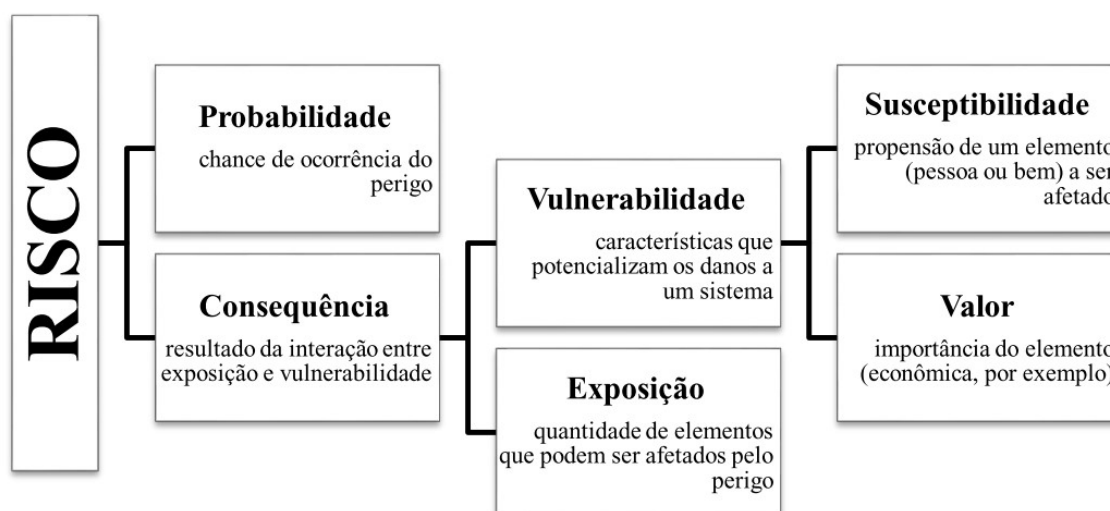 RISCO
Probabilidade
chance de ocorrência do
perigo
Consequência
resultado da interação entre
exposição e vulnerabilidade
Vulnerabilidade
características que
potencializam os danos a
um sistema
Exposição
quantidade de elementos
que podem ser afetados pelo
perigo
Susceptibilidade
propensão de um elemento
(pessoa ou bem) a ser
afetado
Valor
importância do elemento
(econômica, por exemplo)